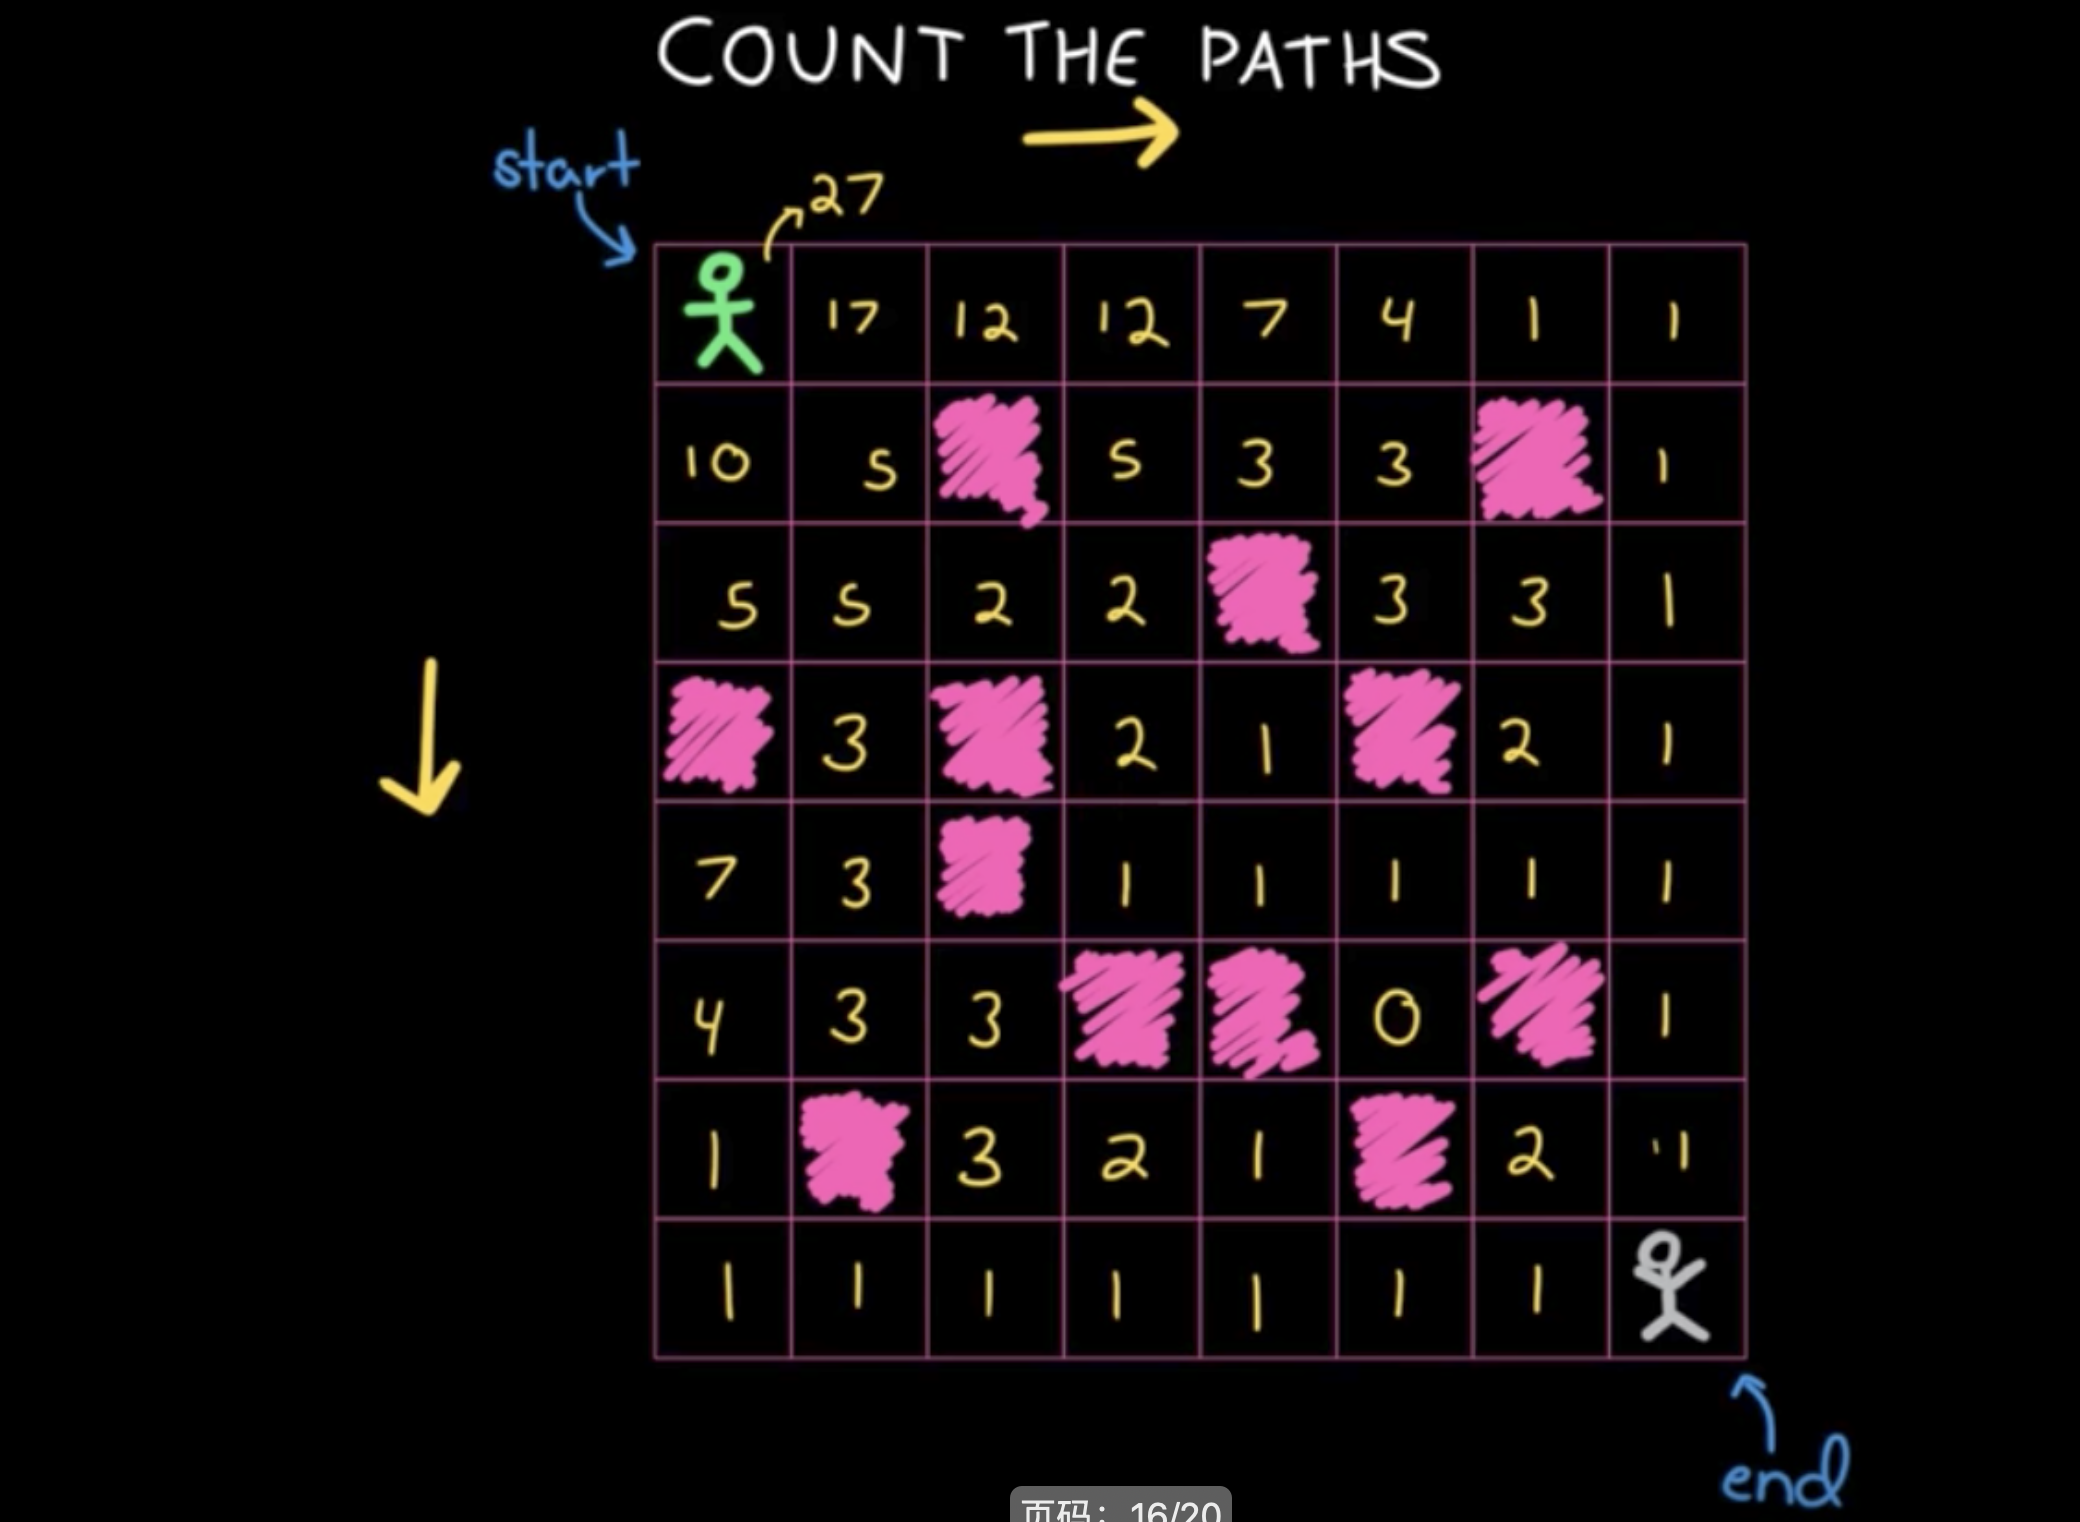 COUNT THE PATHS
start
27
17 12 12 7 4 1 1
10 5 5 3 3 1
5 5 2 2 3 3 1
3 2 1 2 1
7 3 1 1 1 1 1
4 3 3 0 1
1 3 2 1 2 1
1 1 1 1 1 1 1
end
页码: 16/20